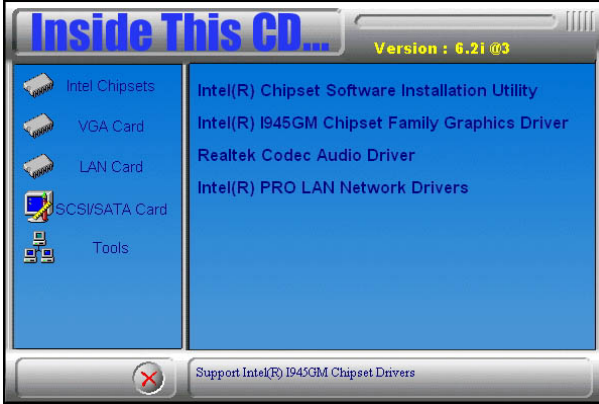 Inside This CD...
Version : 6.2i @3
Intel Chipsets
VGA Card
LAN Card
SCSI/SATA Card
Tools
Intel(R) Chipset Software Installation Utility
Intel(R) I945GM Chipset Family Graphics Driver
Realtek Codec Audio Driver
Intel(R) PRO LAN Network Drivers
Support Intel(R) I945GM Chipset Drivers